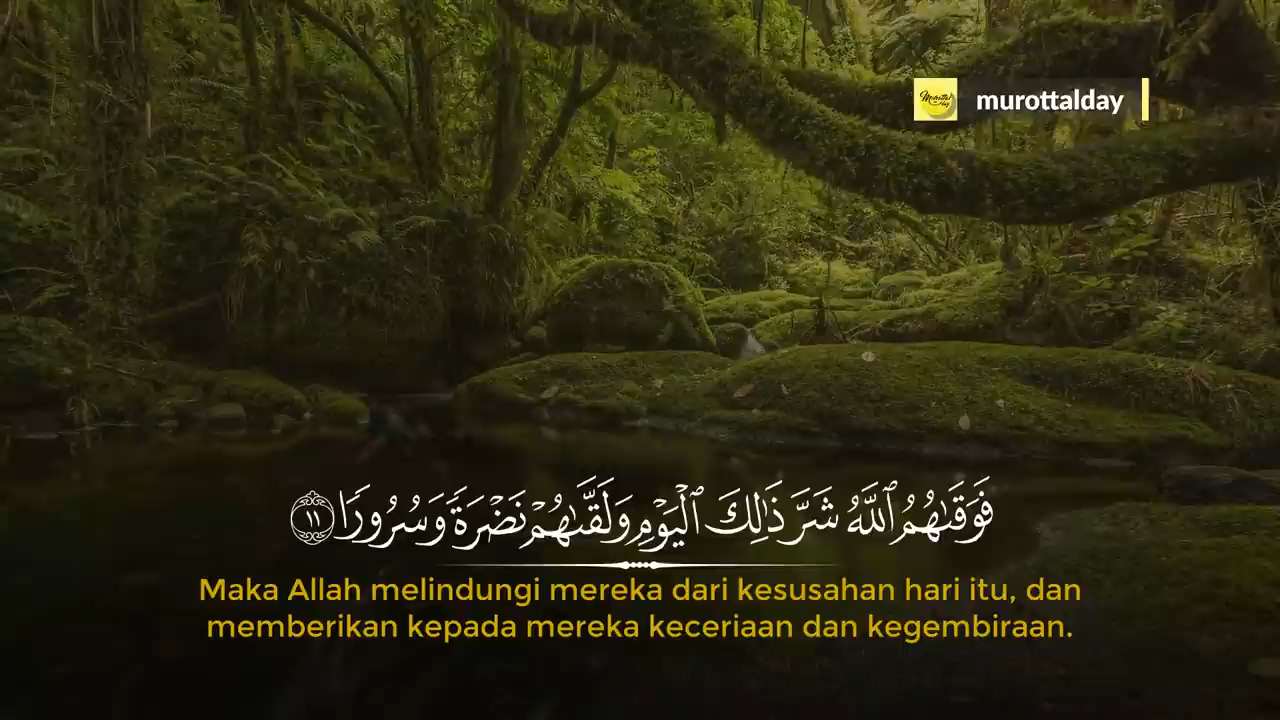 murottalday
فَوَقَىٰهُمُ ٱللَّهُ شَرَّ ذَٰلِكَ ٱلْيَوْمِ وَلَقَّىٰهُمْ نَضْرَةً وَسُرُورًا ١١
Maka Allah melindungi mereka dari kesusahan hari itu, dan
memberikan kepada mereka keceriaan dan kegembiraan.